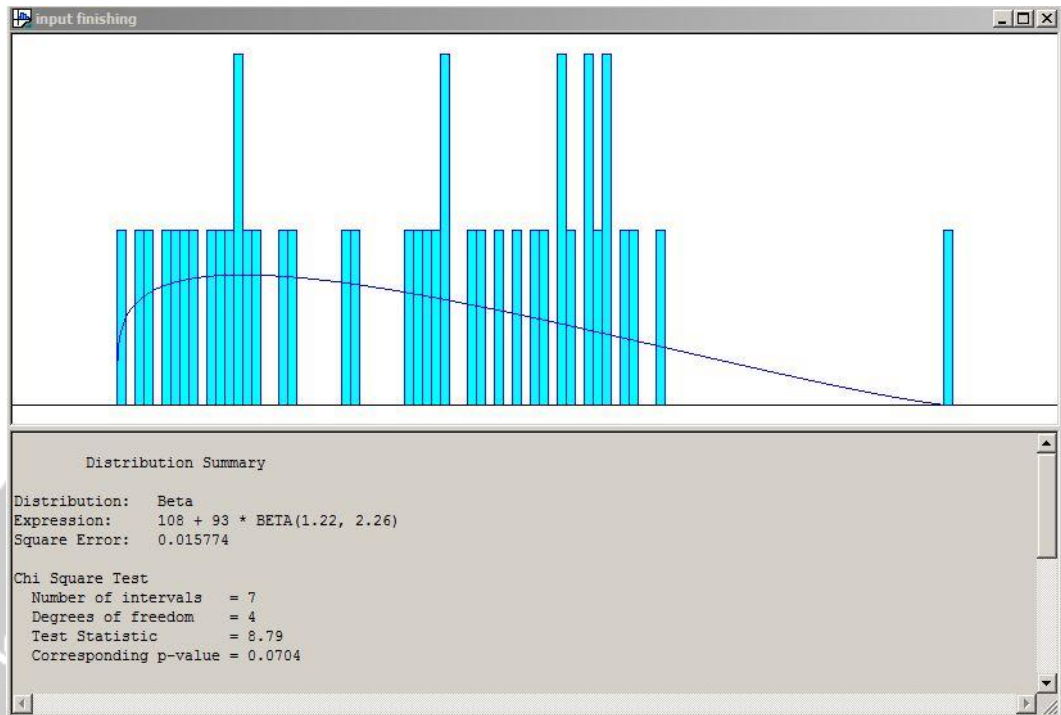 input finishing
Distribution Summary
Distribution: Beta
Expression: 108 + 93 * BETA(1.22, 2.26)
Square Error: 0.015774
Chi Square Test
Number of intervals = 7
Degrees of freedom = 4
Test Statistic = 8.79
Corresponding p-value = 0.0704